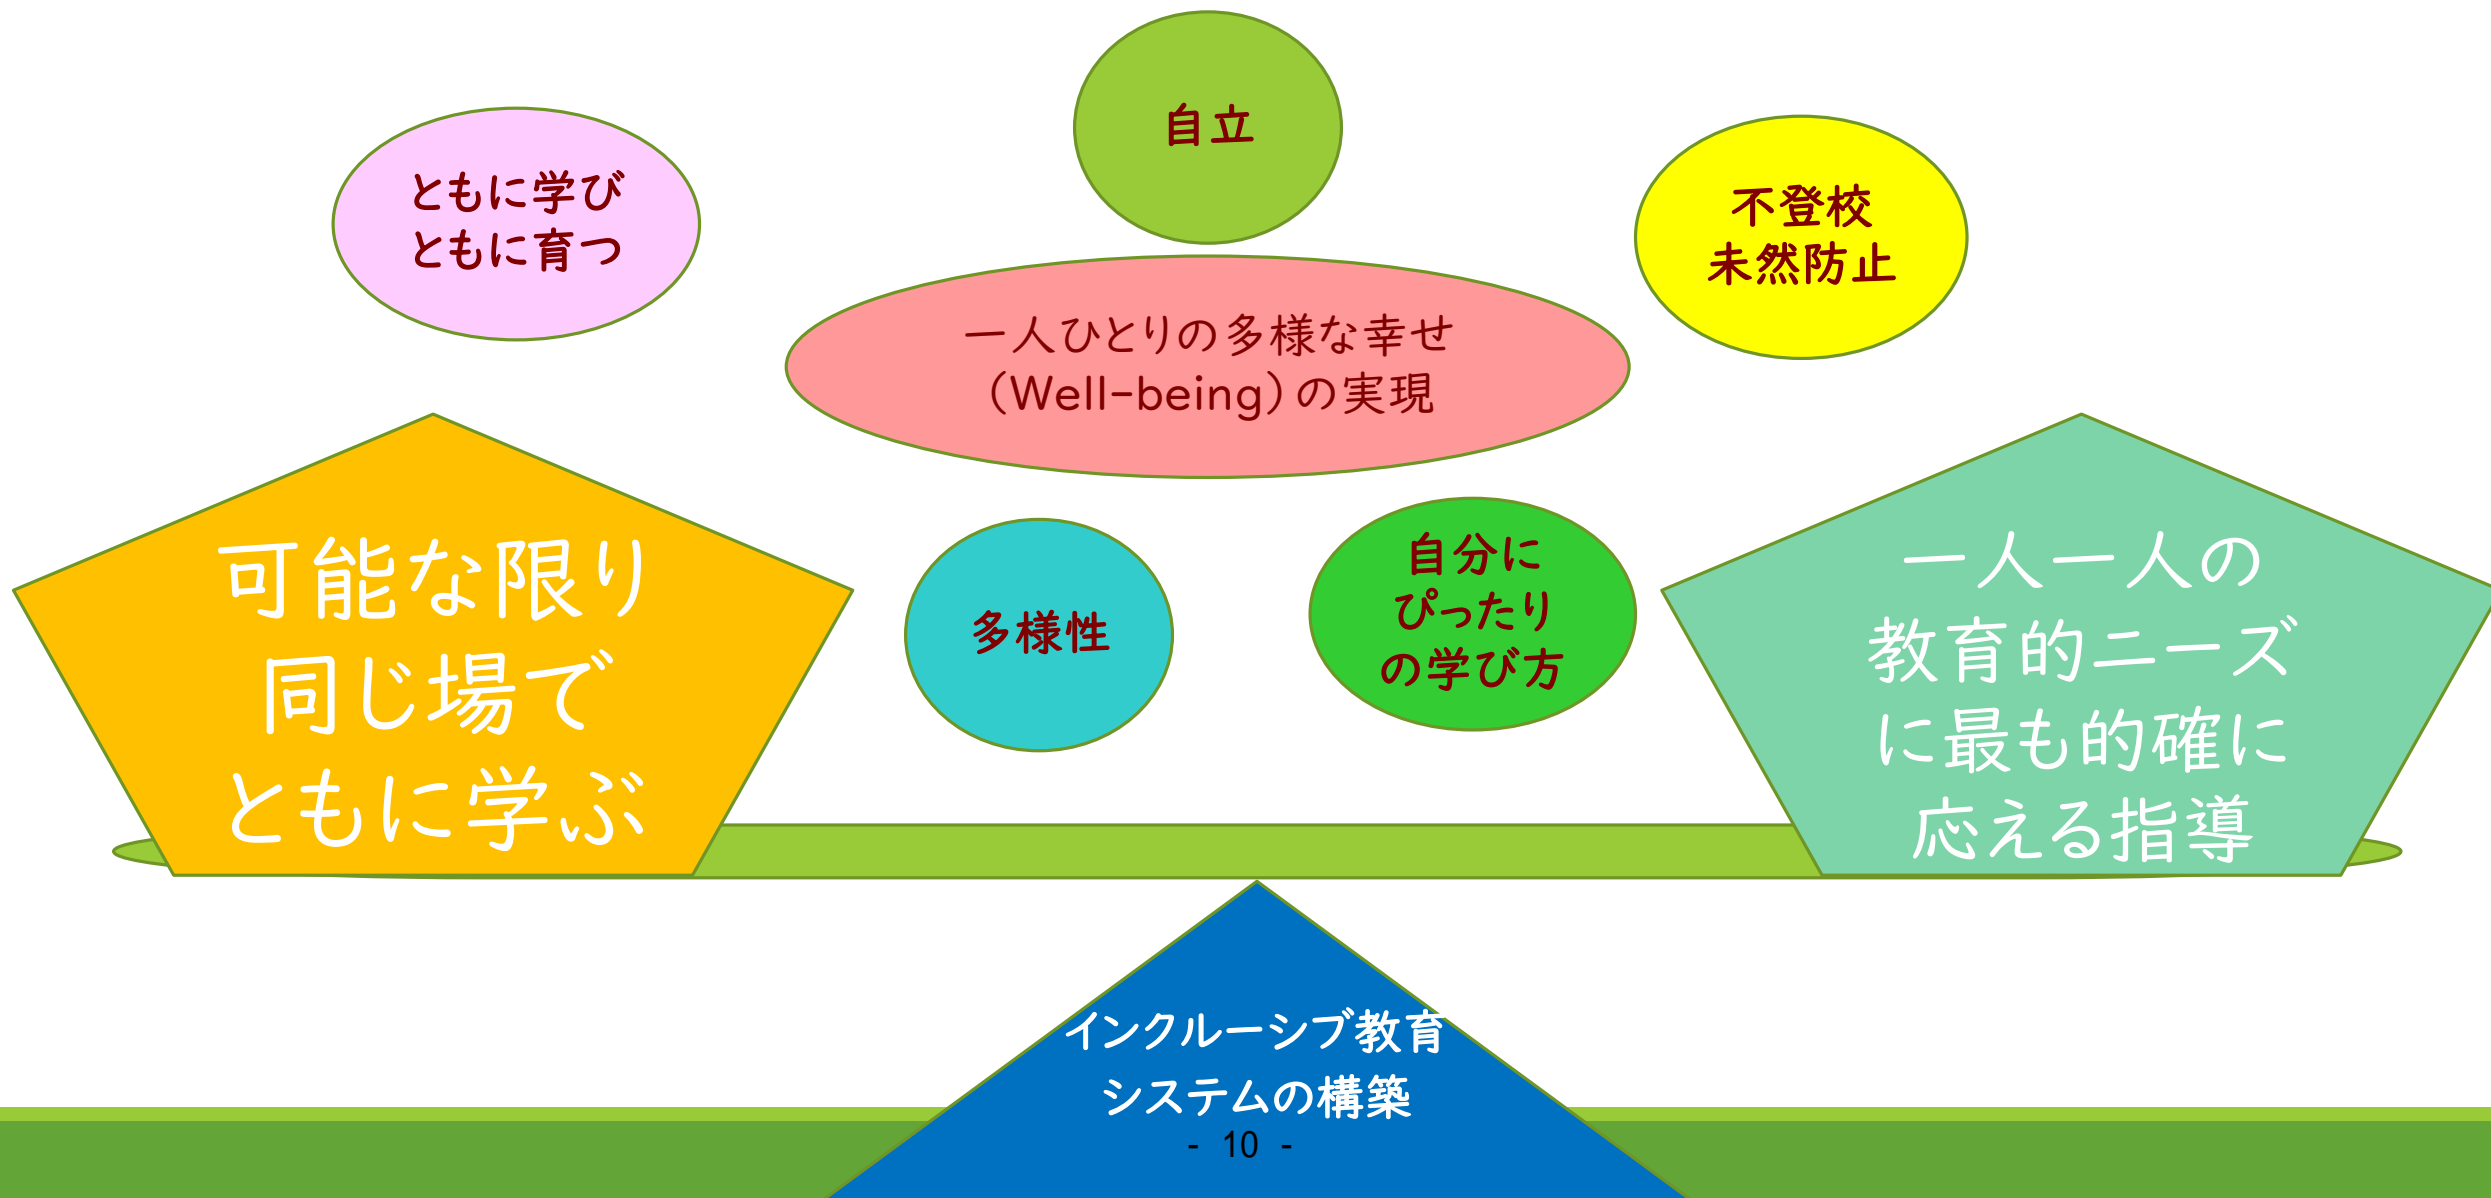 自立
ともに学び
ともに育つ
不登校
未然防止
一人ひとりの多様な幸せ
(Well-being)の実現
可能な限り
同じ場で
ともに学ぶ
多様性
自分に
ぴったり
の学び方
一人一人の
教育的ニーズ
に最も的確に
応える指導
インクルーシブ教育
システムの構築
- 10 -